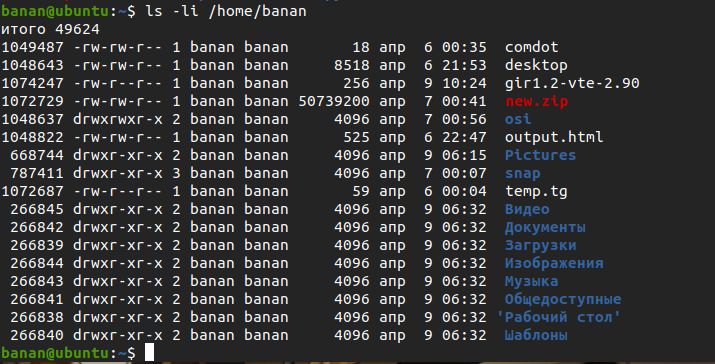 banan@ubuntu:~$ ls -li /home/banan
итого 49624
1049487 -rw-rw-r-- 1 banan banan       18 апр  6 00:35  comdot
1048643 -rw-rw-r-- 1 banan banan     8518 апр  6 21:53  desktop
1074247 -rw-rw-r-- 1 banan banan      256 апр  9 10:24  gir1.2-vte-2.90
1072729 -rw-rw-r-- 1 banan banan 50739200 апр  7 00:41  new.zip
1048637 drwxrwxr-x 2 banan banan     4096 апр  7 00:56  osi
1048822 -rw-rw-r-- 1 banan banan      525 апр  6 22:47  output.html
 668744 drwxr-xr-x 2 banan banan     4096 апр  9 06:15  Pictures
 787411 drwxr-xr-x 3 banan banan     4096 апр  7 00:07  snap
1072687 -rw-r--r-- 1 banan banan       59 апр  6 00:04  temp.tg
 266845 drwxr-xr-x 2 banan banan     4096 апр  9 06:32  Видео
 266842 drwxr-xr-x 2 banan banan     4096 апр  9 06:32  Документы
 266839 drwxr-xr-x 2 banan banan     4096 апр  9 06:32  Загрузки
 266844 drwxr-xr-x 2 banan banan     4096 апр  9 06:32  Изображения
 266843 drwxr-xr-x 2 banan banan     4096 апр  9 06:32  Музыка
 266841 drwxr-xr-x 2 banan banan     4096 апр  9 06:32  Общедоступные
 266838 drwxr-xr-x 2 banan banan     4096 апр  9 06:32 'Рабочий стол'
 266840 drwxr-xr-x 2 banan banan     4096 апр  9 06:32  Шаблоны
banan@ubuntu:~$